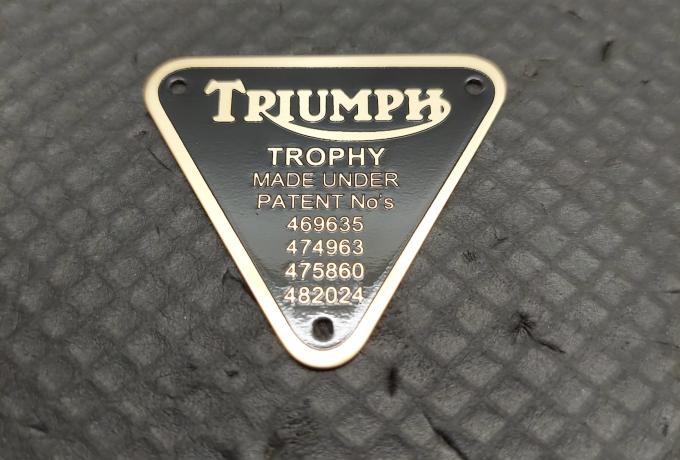 TRIUMPH
TROPHY
MADE UNDER
PATENT No's
469635
474963
475860
482024